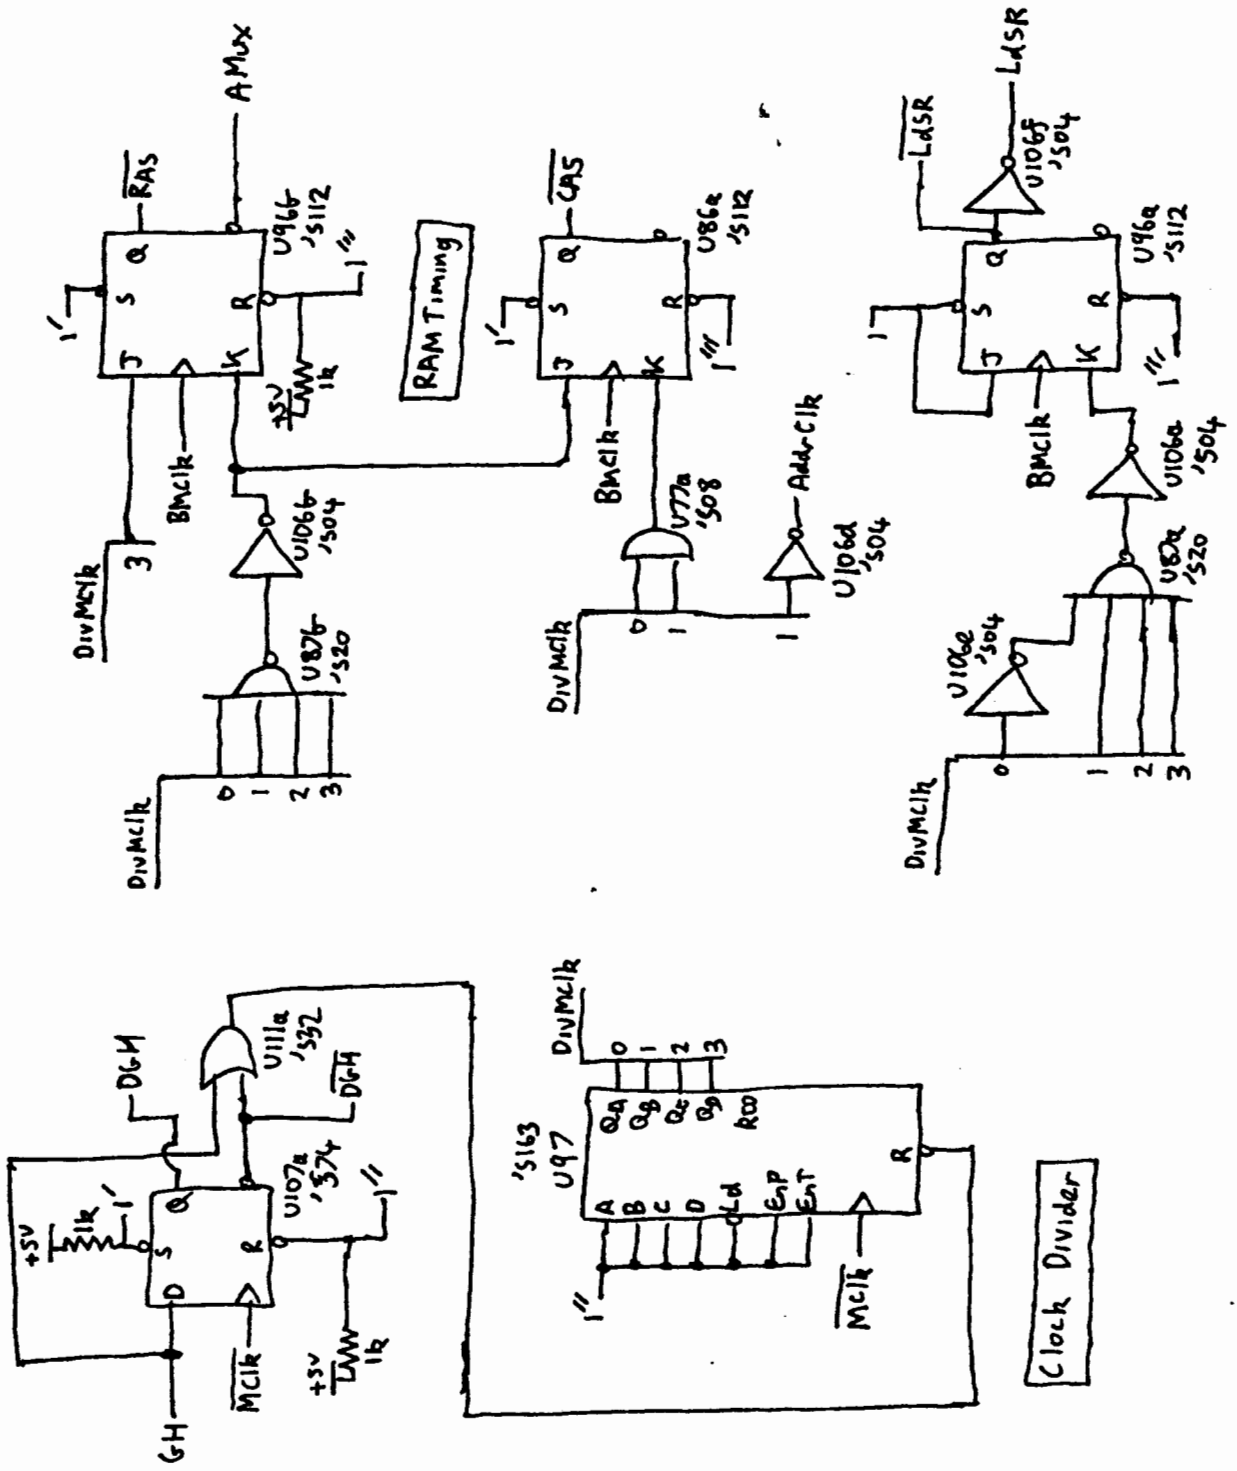 GH
+5V
1k
1'
D
S
Q
R
MClk
DGH
U107a
'S74
DGH
+5V
1k
1''
U111a
'S32
'S163
U97
1''
A
B
C
D
Ld
EnP
EnT
MClk
QA
QB
QC
QD
RCO
R
DivMClk
0
1
2
3
Clock Divider
DivMClk
0
1
2
3
U87b
'S20
U106b
'S04
DivMClk
3
BMClk
1'
J
S
Q
K
R
RAS
AMux
U96b
'S112
+5V
1k
1'''
RAM Timing
DivMClk
0
1
1
U77a
'S08
U106d
'S04
AddrClk
BMClk
1'
J
S
Q
K
R
CAS
U86a
'S112
1'''
DivMClk
0
1
2
3
U106e
'S04
U87a
'S20
U106a
'S04
BMClk
1
J
S
Q
K
R
U96a
'S112
1'''
LdSR
U106f
'S04
LdSR